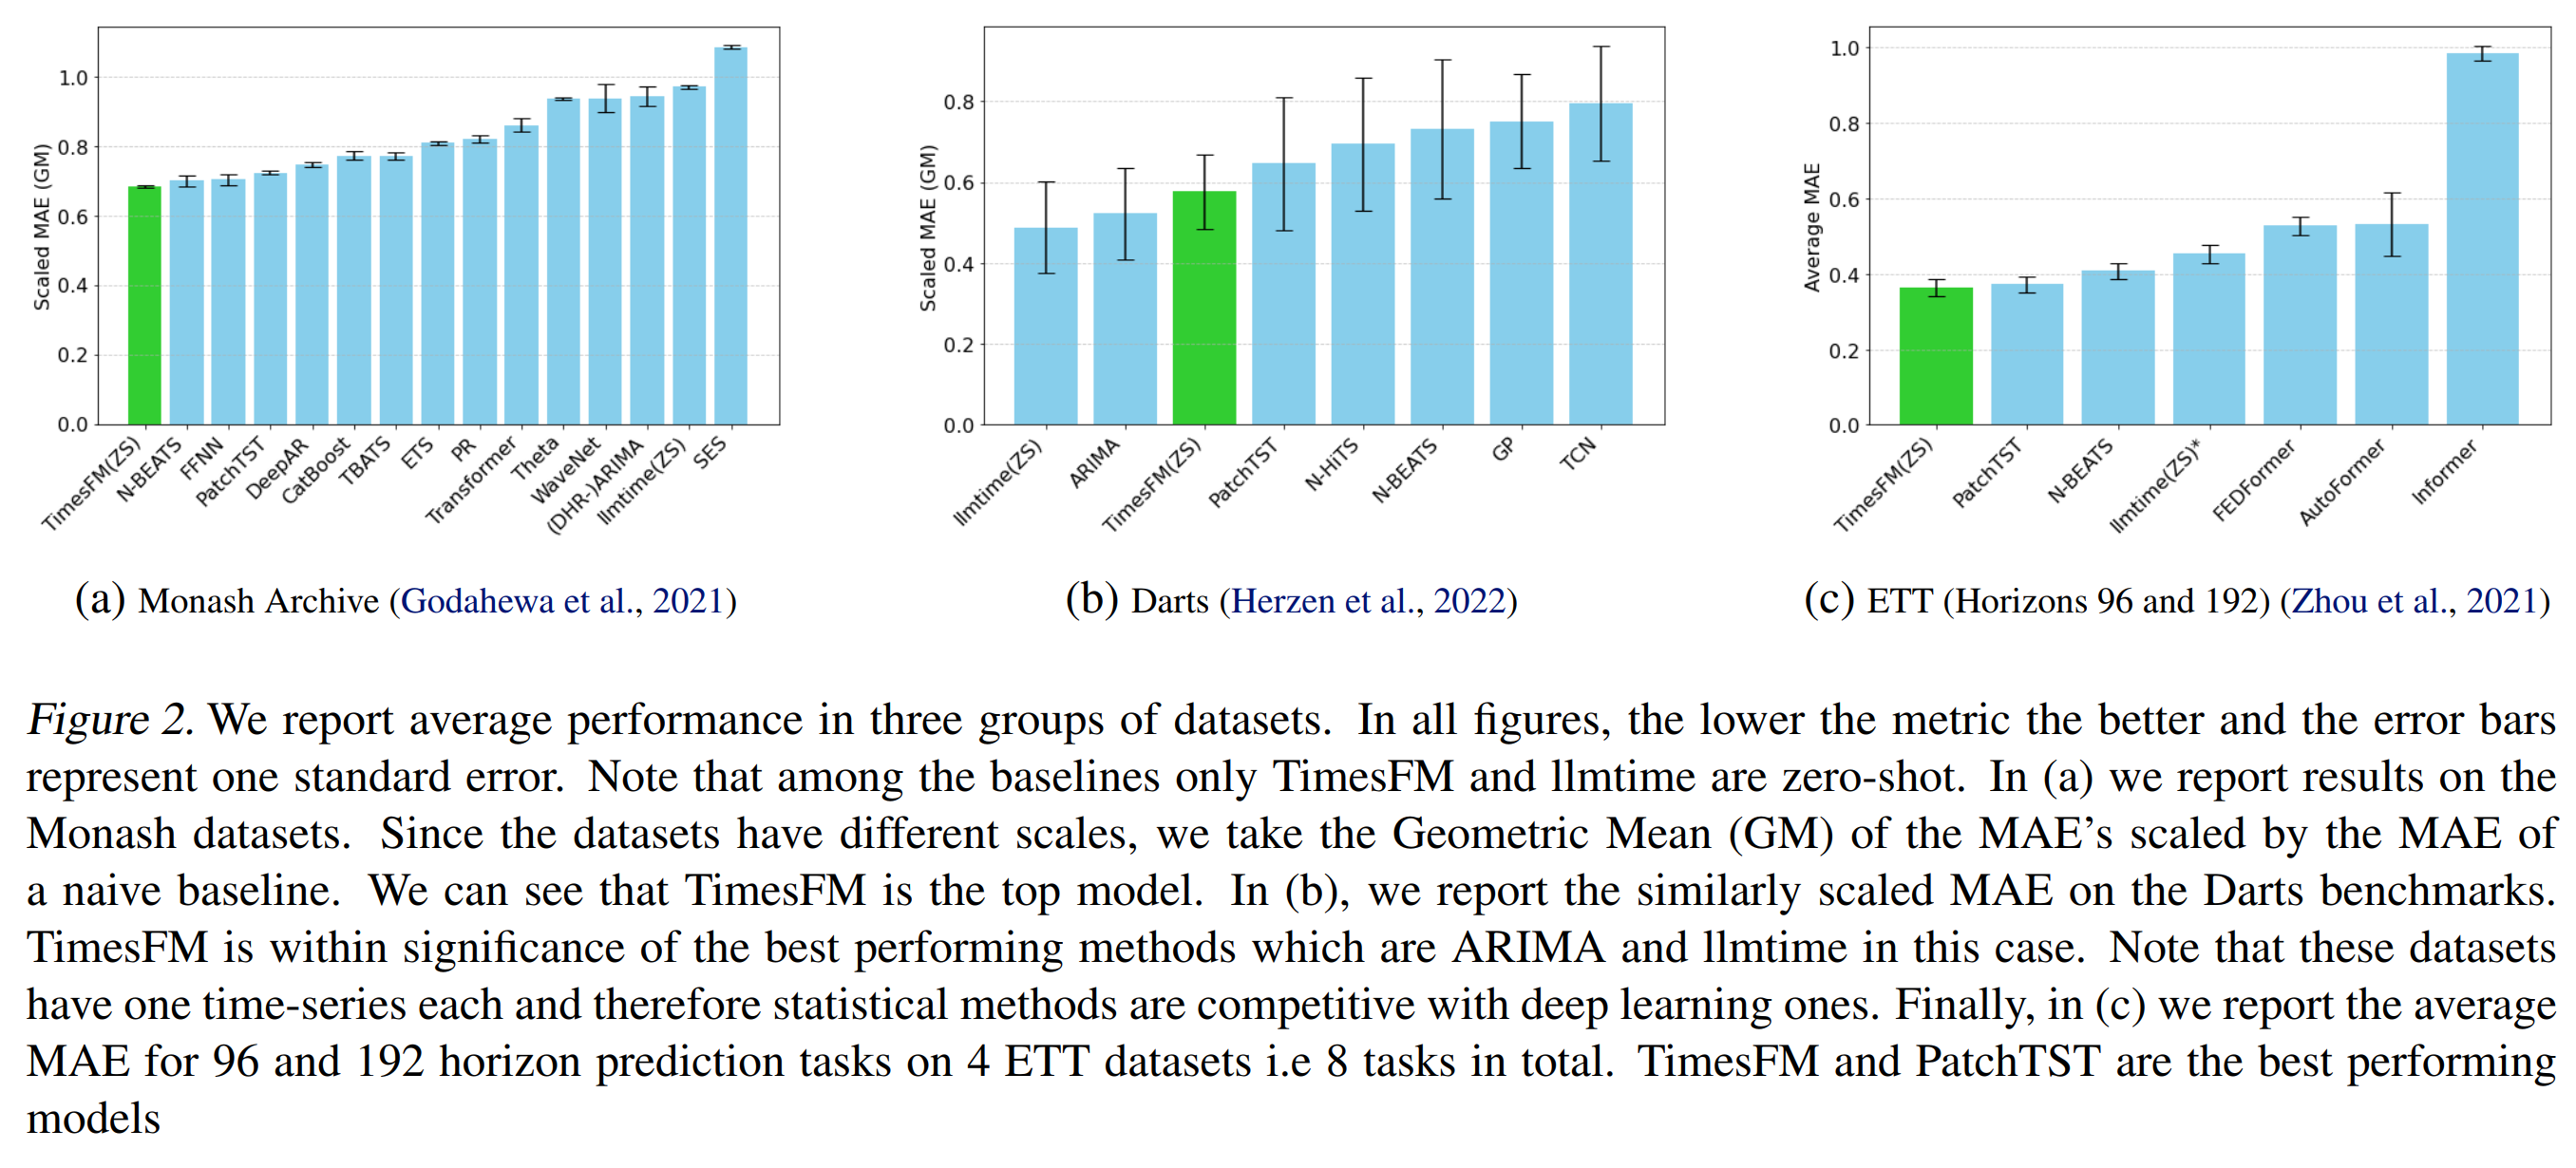 Scaled MAE (GM)
1.0
0.8
0.6
0.4
0.2
0.0
TimesFM(ZS)
N-BEATS
FFNN
PatchTST
DeepAR
CatBoost
TBATS
ETS
PR
Transformer
Theta
WaveNet
(DHR-)ARIMA
llmtime(ZS)
SES
(a) Monash Archive (Godahewa et al., 2021)
Scaled MAE (GM)
0.8
0.6
0.4
0.2
0.0
llmtime(ZS)
ARIMA
TimesFM(ZS)
PatchTST
N-HiTS
N-BEATS
GP
TCN
(b) Darts (Herzen et al., 2022)
Average MAE
1.0
0.8
0.6
0.4
0.2
0.0
TimesFM(ZS)
PatchTST
N-BEATS
llmtime(ZS)*
FEDFormer
AutoFormer
Informer
(c) ETT (Horizons 96 and 192) (Zhou et al., 2021)
Figure 2. We report average performance in three groups of datasets. In all figures, the lower the metric the better and the error bars
represent one standard error. Note that among the baselines only TimesFM and llmtime are zero-shot. In (a) we report results on the
Monash datasets. Since the datasets have different scales, we take the Geometric Mean (GM) of the MAE's scaled by the MAE of
a naive baseline. We can see that TimesFM is the top model. In (b), we report the similarly scaled MAE on the Darts benchmarks.
TimesFM is within significance of the best performing methods which are ARIMA and llmtime in this case. Note that these datasets
have one time-series each and therefore statistical methods are competitive with deep learning ones. Finally, in (c) we report the average
MAE for 96 and 192 horizon prediction tasks on 4 ETT datasets i.e 8 tasks in total. TimesFM and PatchTST are the best performing
models